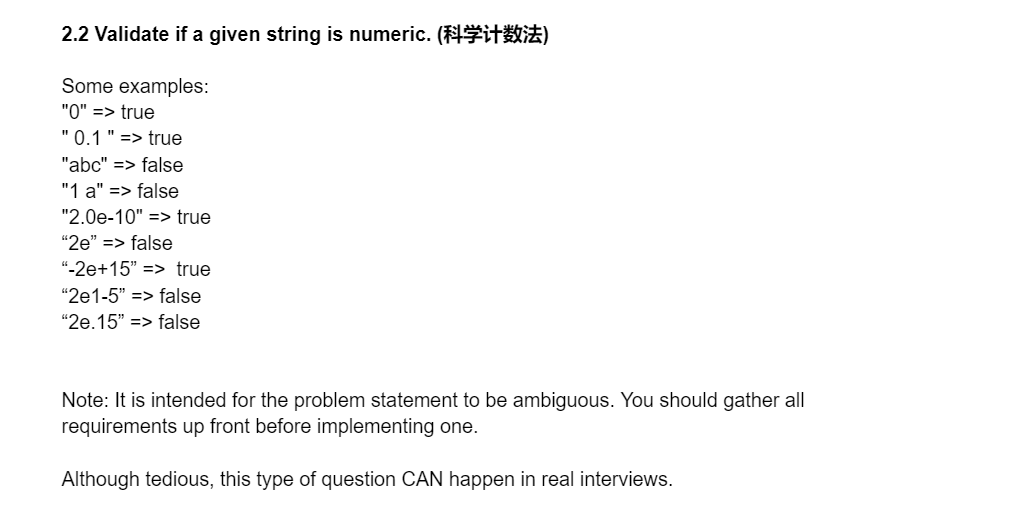 2.2 Validate if a given string is numeric. (科学计数法)
Some examples:
"0" => true
" 0.1 " => true
"abc" => false
"1 a" => false
"2.0e-10" => true
“2e” => false
“-2e+15” =>  true
“2e1-5” => false
“2e.15” => false
Note: It is intended for the problem statement to be ambiguous. You should gather all
requirements up front before implementing one.
Although tedious, this type of question CAN happen in real interviews.